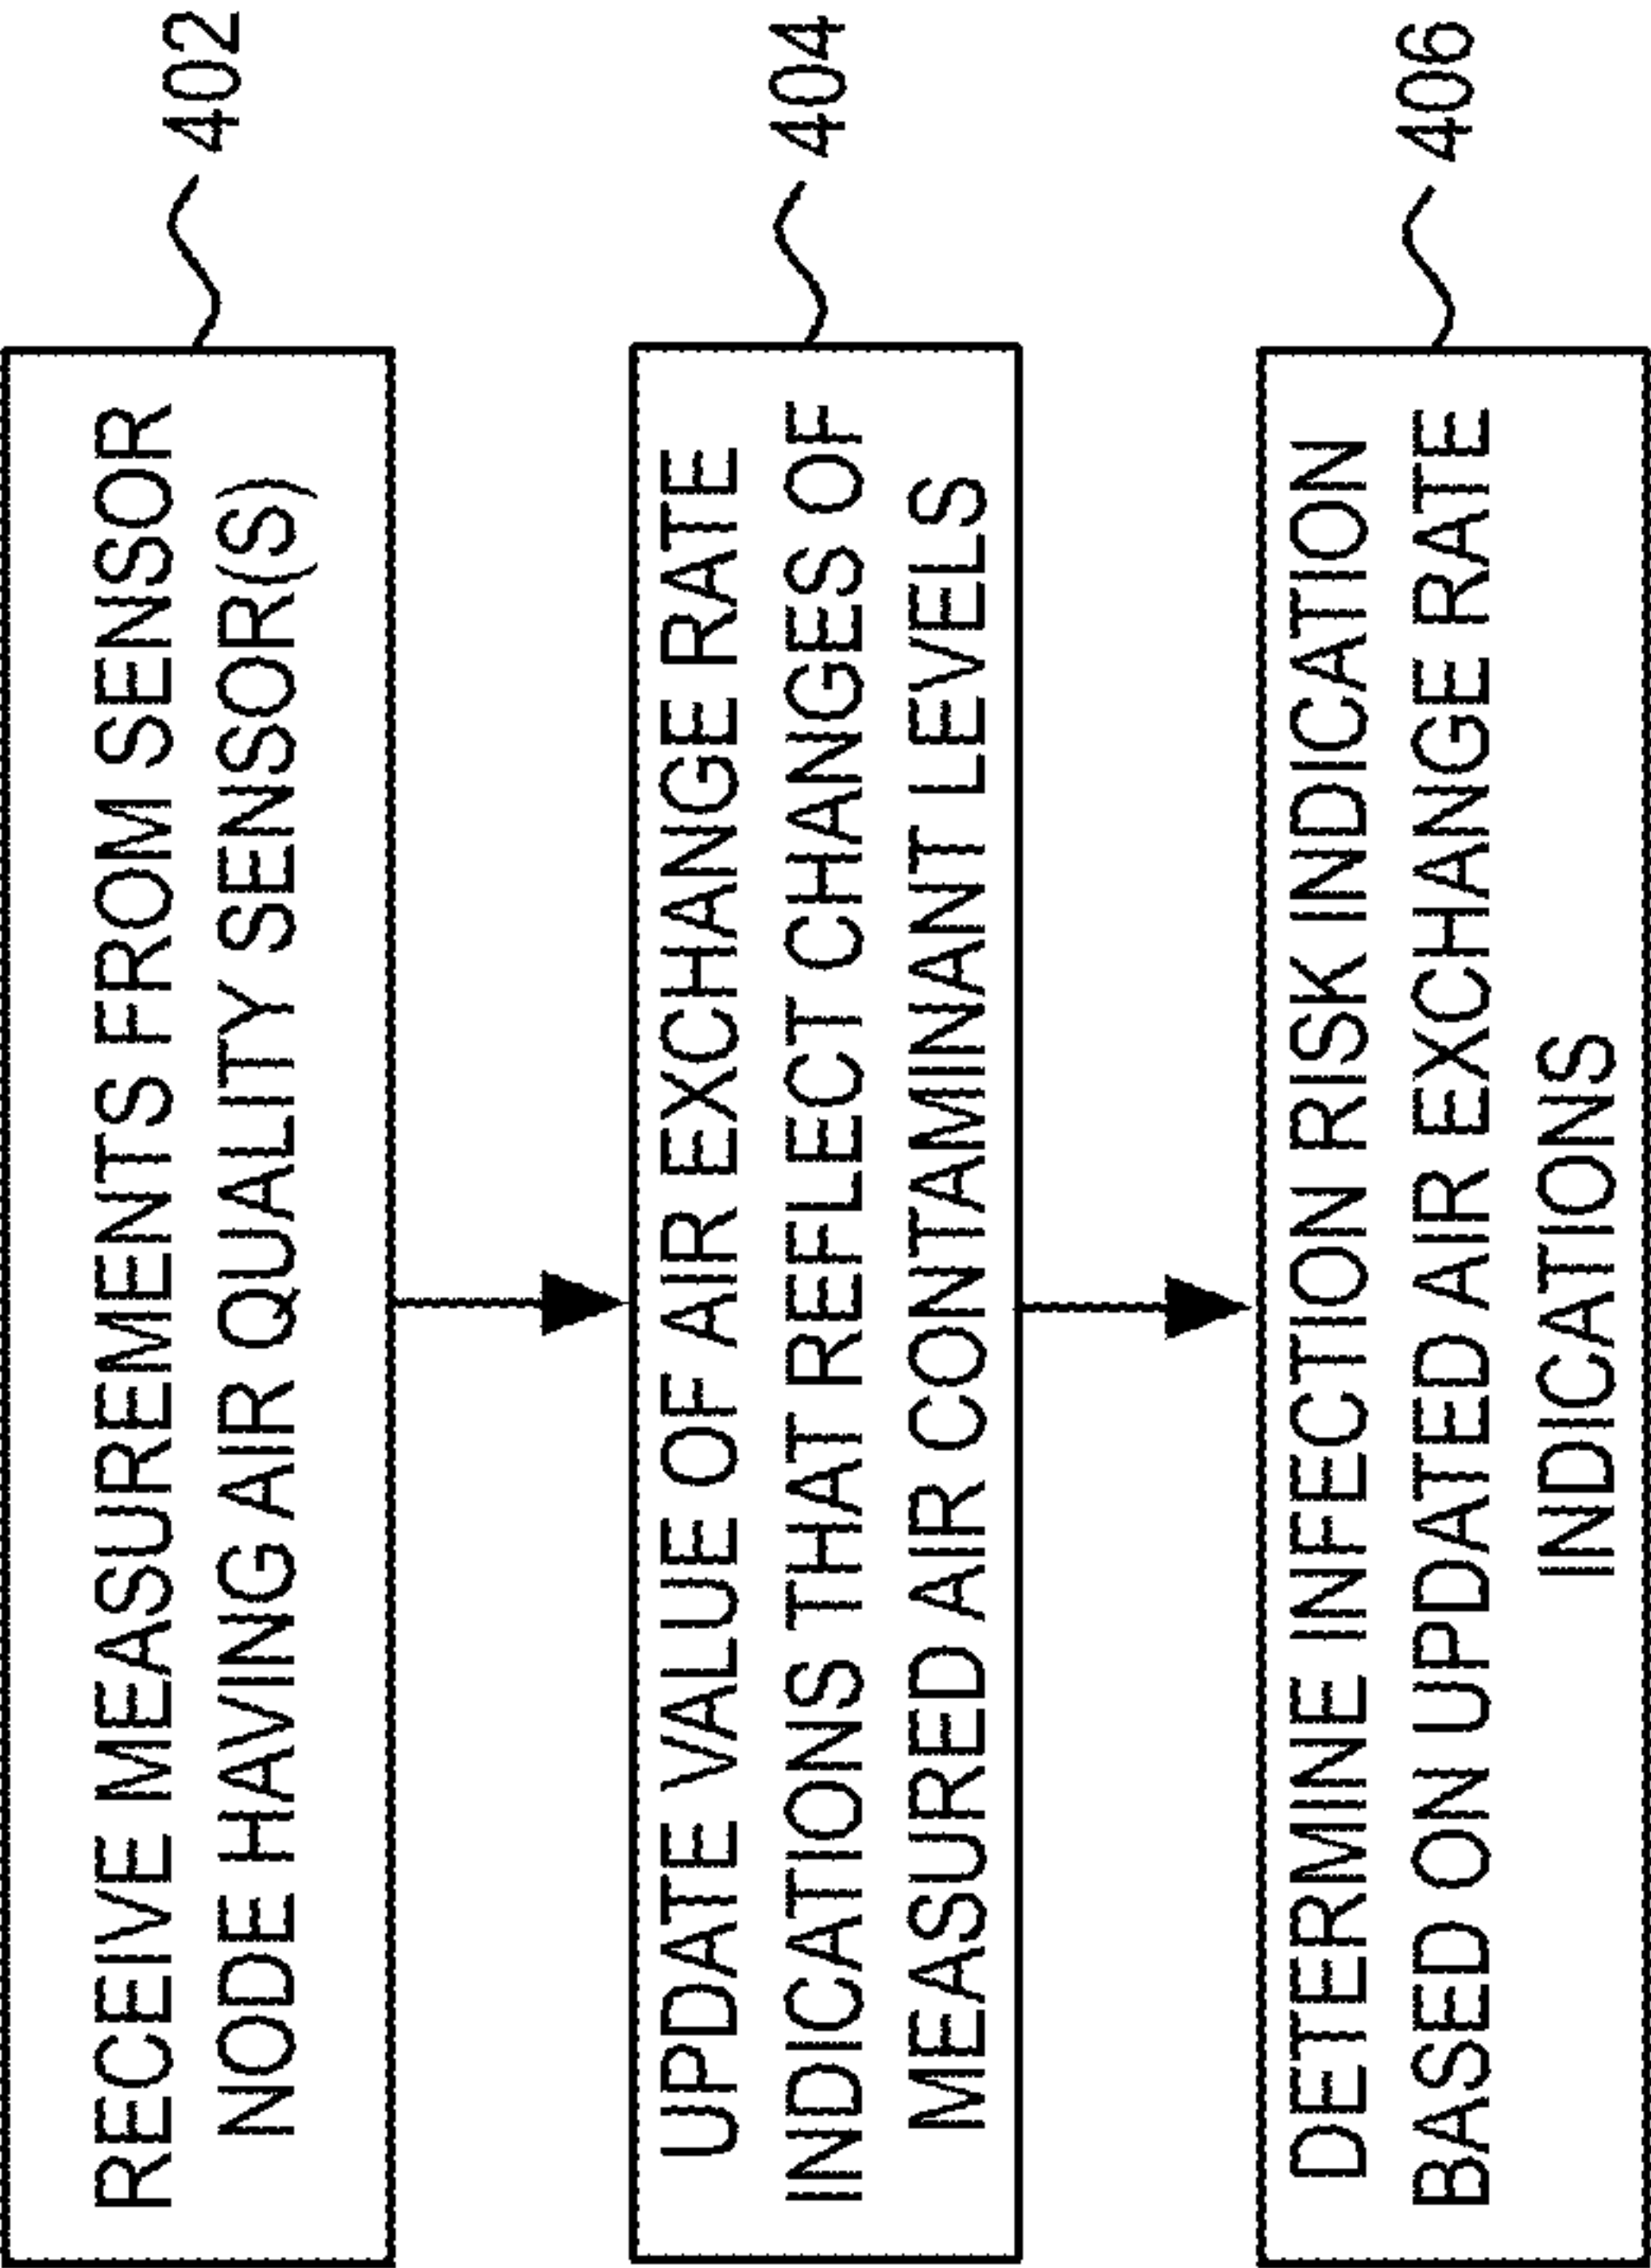 RECEIVE MEASUREMENTS FROM SENSOR
NODE HAVING AIR QUALITY SENSOR(S)
402
UPDATE VALUE OF AIR EXCHANGE RATE
INDICATIONS THAT REFLECT CHANGES OF
MEASURED AIR CONTAMINANT LEVELS
404
DETERMINE INFECTION RISK INDICATION
BASED ON UPDATED AIR EXCHANGE RATE
INDICATIONS
406